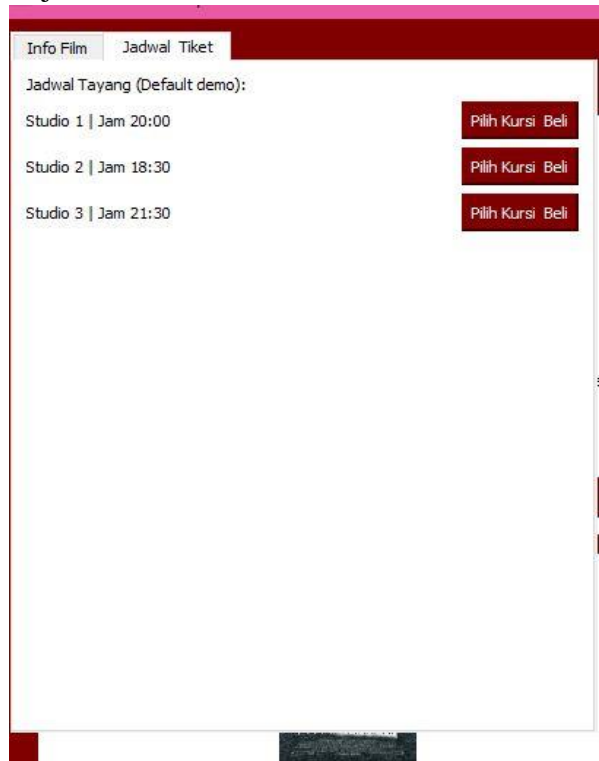 Info Film Jadwal Tiket
Jadwal Tayang (Default demo):
Studio 1 | Jam 20:00 Pilih Kursi Beli
Studio 2 | Jam 18:30 Pilih Kursi Beli
Studio 3 | Jam 21:30 Pilih Kursi Beli